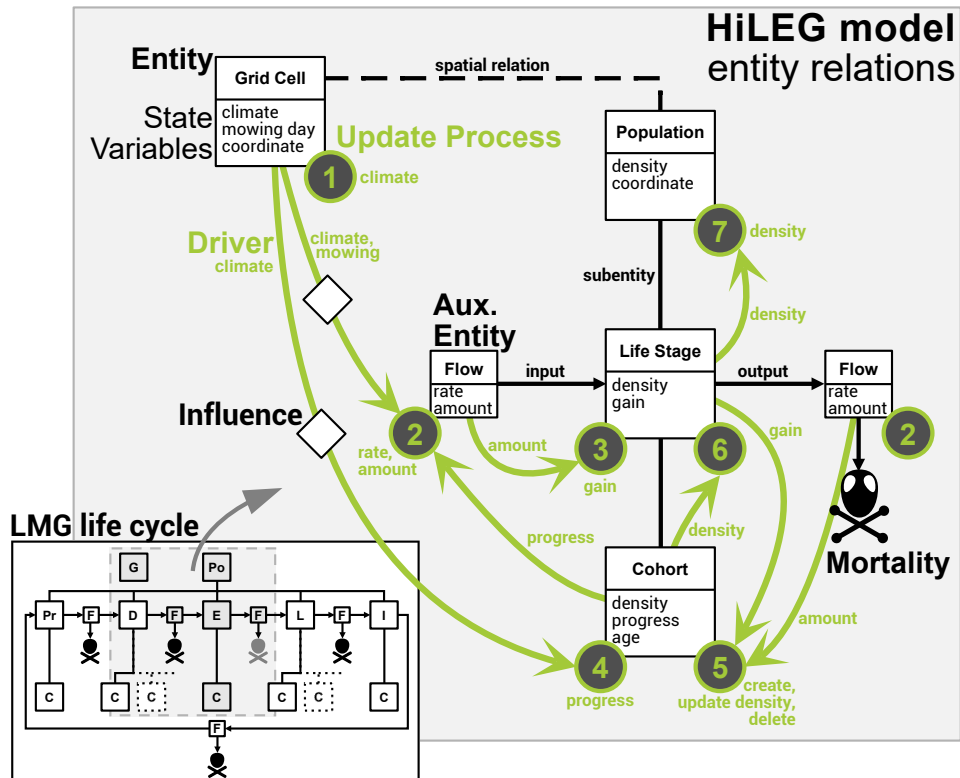 HiLEG model
entity relations
Entity
State
Variables
Grid Cell
climate
mowing day
coordinate
spatial relation
Update Process
1
climate
Population
density
coordinate
7
density
Driver
climate
climate,
mowing
subentity
density
Aux.
Entity
Flow
rate
amount
input
Life Stage
density
gain
output
Flow
rate
amount
Influence
2
rate,
amount
amount
3
gain
6
gain
2
progress
density
Mortality
Cohort
density
progress
age
amount
4
progress
5
create,
update density,
delete
LMG life cycle
G
Po
Pr
F
D
F
E
F
L
F
I
C
C
C
C
C
C
C
F